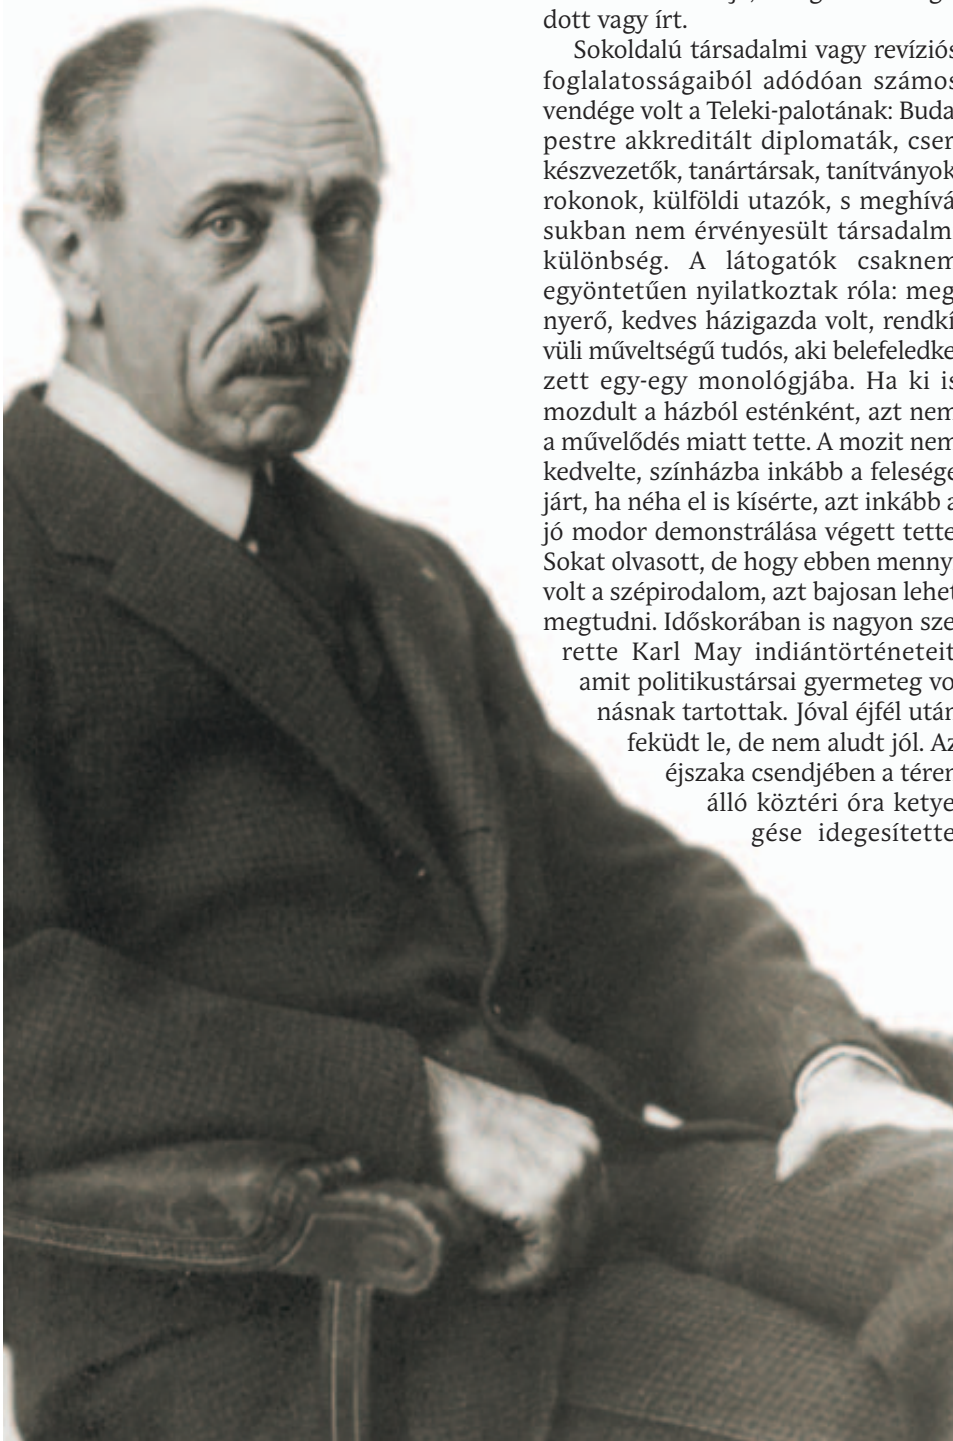 dott vagy írt.
Sokoldalú társadalmi vagy revíziós
foglalatosságaiból adódóan számos
vendége volt a Teleki-palotának: Buda
pestre akkreditált diplomaták, cser
készvezetők, tanártársak, tanítványok
rokonok, külföldi utazók, s meghívá
sukban nem érvényesült társadalm
különbség. A látogatók csaknem
egyöntetűen nyilatkoztak róla: meg
nyerő, kedves házigazda volt, rendkí
vüli műveltségű tudós, aki belefeledke
zett egy-egy monológjába. Ha ki is
mozdult a házból esténként, azt nem
a művelődés miatt tette. A mozit nem
kedvelte, színházba inkább a felesége
járt, ha néha el is kísérte, azt inkább a
jó modor demonstrálása végett tette
Sokat olvasott, de hogy ebben menny
volt a szépirodalom, azt bajosan lehet
megtudni. Időskorában is nagyon sze
rette Karl May indiántörténeteit
amit politikustársai gyermeteg vo
násnak tartottak. Jóval éjfél után
feküdt le, de nem aludt jól. Az
éjszaka csendjében a téren
álló köztéri óra ketye
gése idegesítette